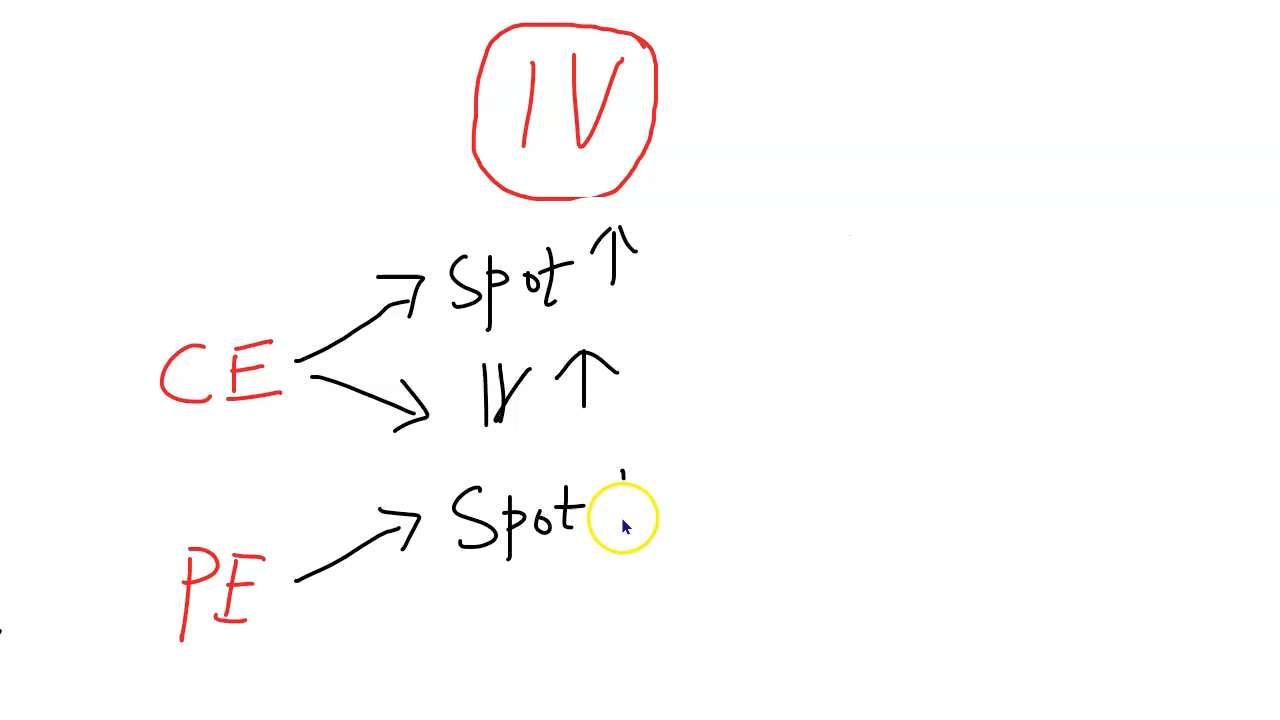 IV
Spot ↑
CE
IV ↑
Spot
PE